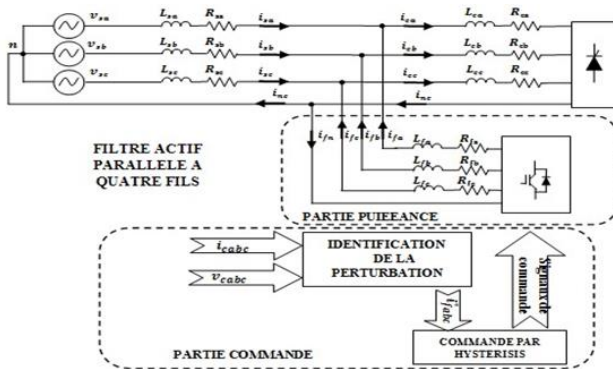 v_sa L_sa R_sa i_sa i_ca L_ca R_ca
n v_sb L_sb R_sb i_sb i_cb L_cb R_cb
v_sc L_sc R_sc i_sc i_cc L_cc R_cc
i_nc i_nc
FILTRE ACTIF
PARALLELE A
QUATRE FILS
i_fn i_fc i_fb i_fa
L_fa R_fa
L_fb R_fb
L_fc R_fc
PARTIE PUIEEANCE
i_cabc
v_cabc
IDENTIFICATION
DE LA
PERTURBATION
i*_fabc
Signaux de
commande
COMMANDE PAR
HYSTERISIS
PARTIE COMMANDE